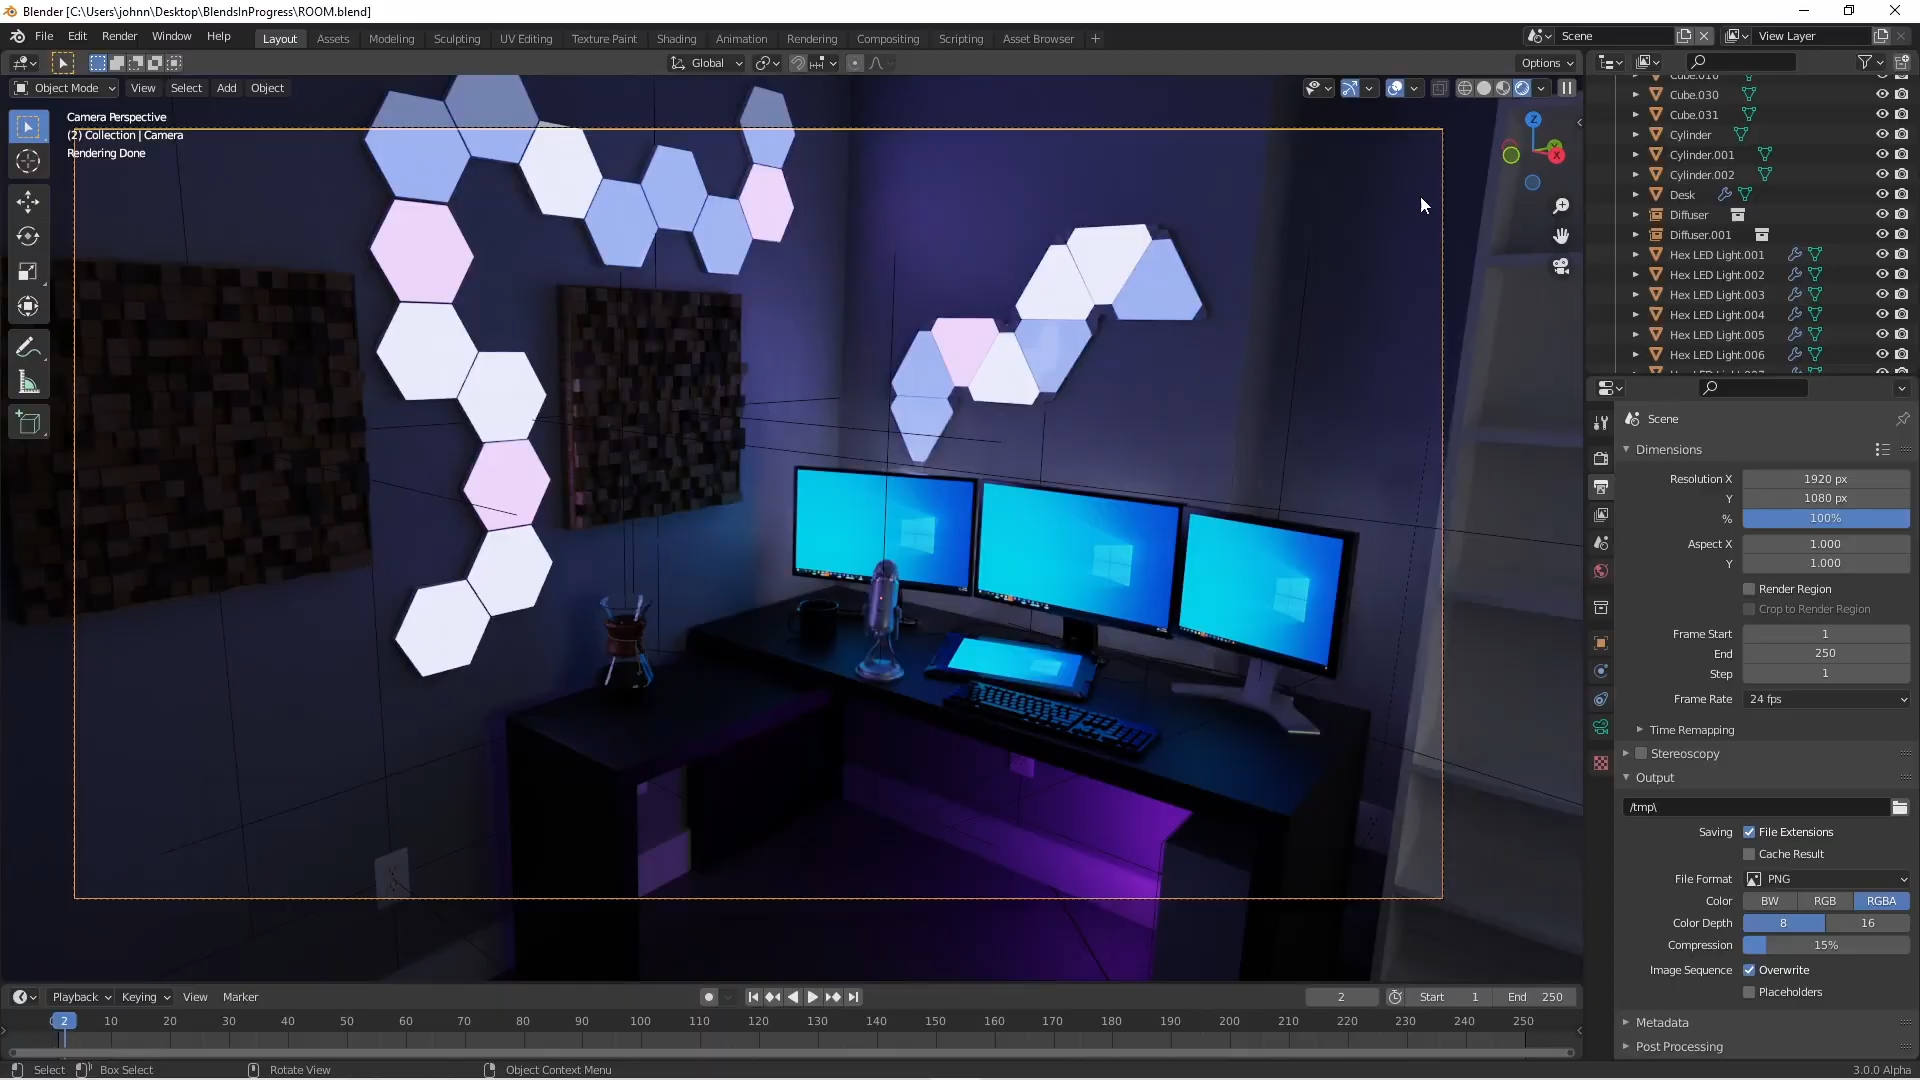 Blender [C:\Users\johnn\Desktop\BlendsInProgress\ROOM.blend]
File Edit Render Window Help
Layout Assets Modeling Sculpting UV Editing Texture Paint Shading Animation Rendering Compositing Scripting Asset Browser +
Scene
View Layer
Global
Options
Object Mode View Select Add Object
Camera Perspective
(2) Collection | Camera
Rendering Done
Z
Y
X
Cube.016
Cube.030
Cube.031
Cylinder
Cylinder.001
Cylinder.002
Desk
Diffuser
Diffuser.001
Hex LED Light.001
Hex LED Light.002
Hex LED Light.003
Hex LED Light.004
Hex LED Light.005
Hex LED Light.006
Scene
Dimensions
Resolution X 1920 px
Y 1080 px
% 100%
Aspect X 1.000
Y 1.000
Render Region
Crop to Render Region
Frame Start 1
End 250
Step 1
Frame Rate 24 fps
Time Remapping
Stereoscopy
Output
/tmp\
Saving File Extensions
Cache Result
File Format PNG
Color BW RGB RGBA
Color Depth 8 16
Compression 15%
Image Sequence Overwrite
Placeholders
Metadata
Post Processing
Playback Keying View Marker
2 Start 1 End 250
2 10 20 30 40 50 60 70 80 90 100 110 120 130 140 150 160 170 180 190 200 210 220 230 240 250
Select Box Select Rotate View Object Context Menu 3.0.0 Alpha